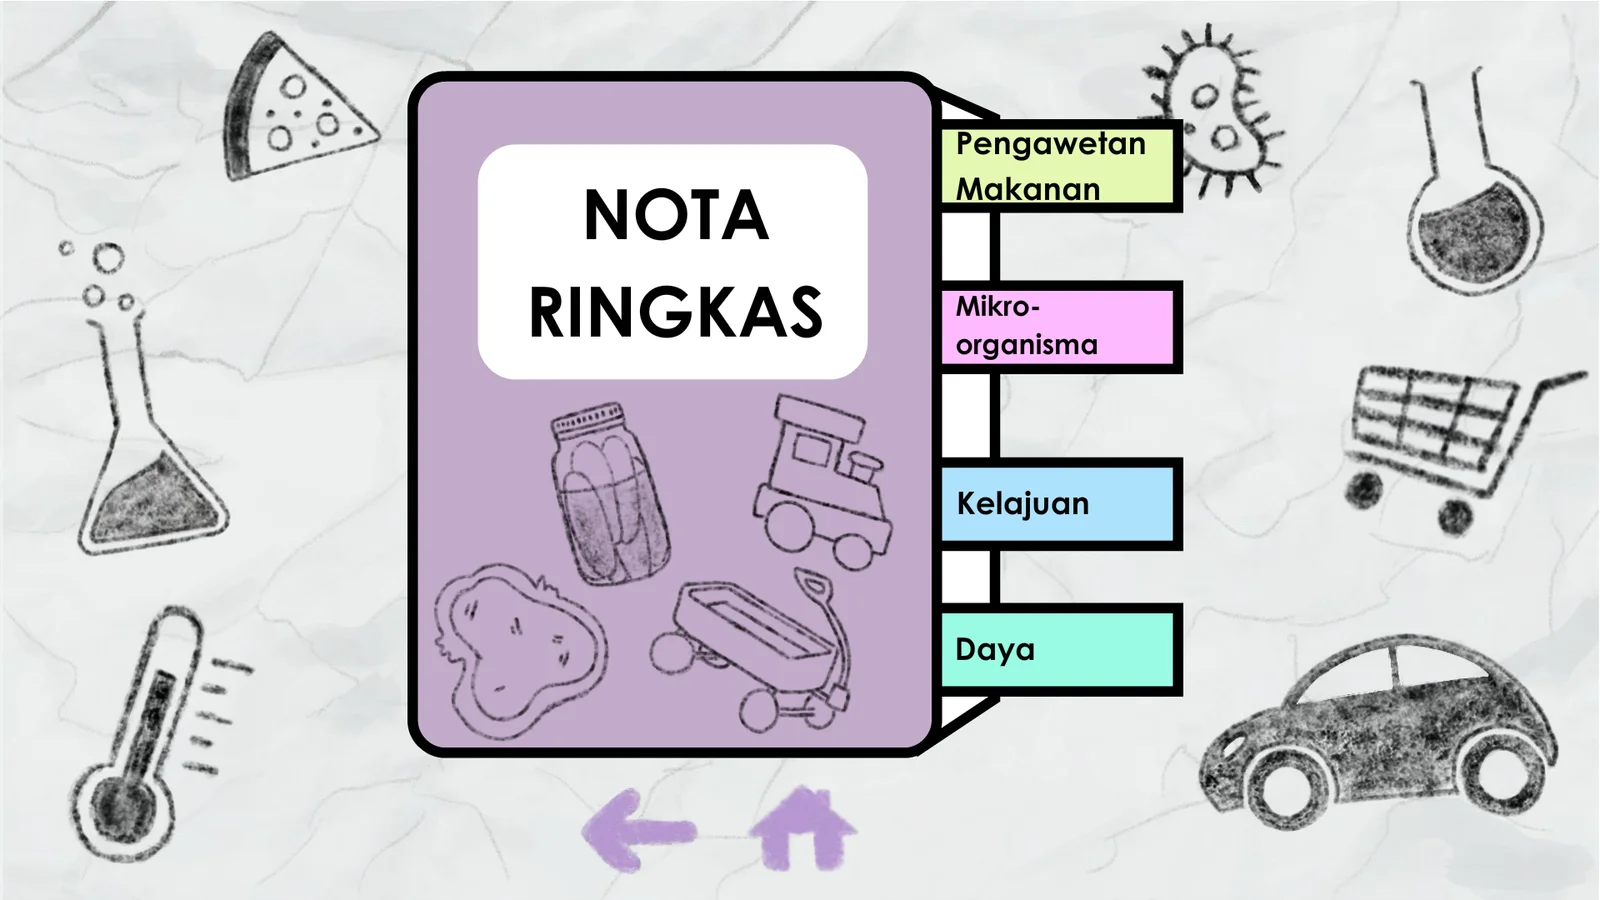 NOTA
RINGKAS
Pengawetan
Makanan
Mikro-
organisma
Kelajuan
Daya